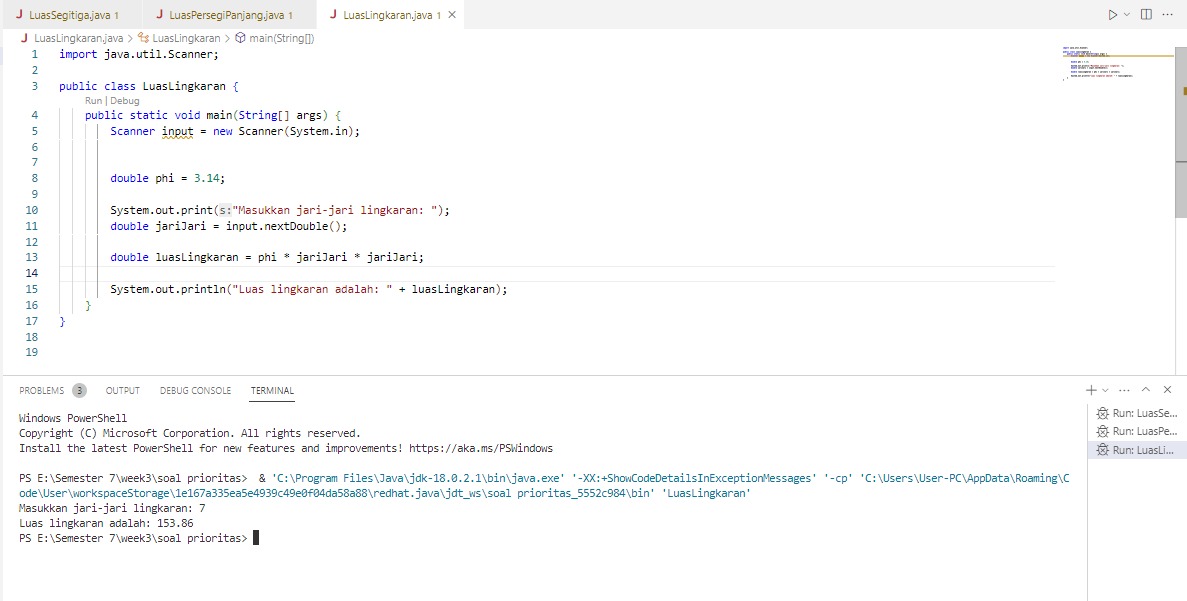 LuasSegitiga.java 1 LuasPersegiPanjang.java 1 LuasLingkaran.java 1
LuasLingkaran.java > LuasLingkaran > main(String[])
1 import java.util.Scanner;
2
3 public class LuasLingkaran {
Run | Debug
4 public static void main(String[] args) {
5 Scanner input = new Scanner(System.in);
6
7
8 double phi = 3.14;
9
10 System.out.print(s:"Masukkan jari-jari lingkaran: ");
11 double jariJari = input.nextDouble();
12
13 double luasLingkaran = phi * jariJari * jariJari;
14
15 System.out.println("Luas lingkaran adalah: " + luasLingkaran);
16 }
17 }
18
19
PROBLEMS 3 OUTPUT DEBUG CONSOLE TERMINAL
Windows PowerShell
Copyright (C) Microsoft Corporation. All rights reserved.
Install the latest PowerShell for new features and improvements! https://aka.ms/PSWindows
PS E:\Semester 7\week3\soal prioritas> & 'C:\Program Files\Java\jdk-18.0.2.1\bin\java.exe' '-XX:+ShowCodeDetailsInExceptionMessages' '-cp' 'C:\Users\User-PC\AppData\Roaming\C
ode\User\workspaceStorage\1e167a335ea5e4939c49e0f04da58a88\redhat.java\jdt_ws\soal prioritas_5552c984\bin' 'LuasLingkaran'
Masukkan jari-jari lingkaran: 7
Luas lingkaran adalah: 153.86
PS E:\Semester 7\week3\soal prioritas>
Run: LuasSe...
Run: LuasPe...
Run: LuasLi...